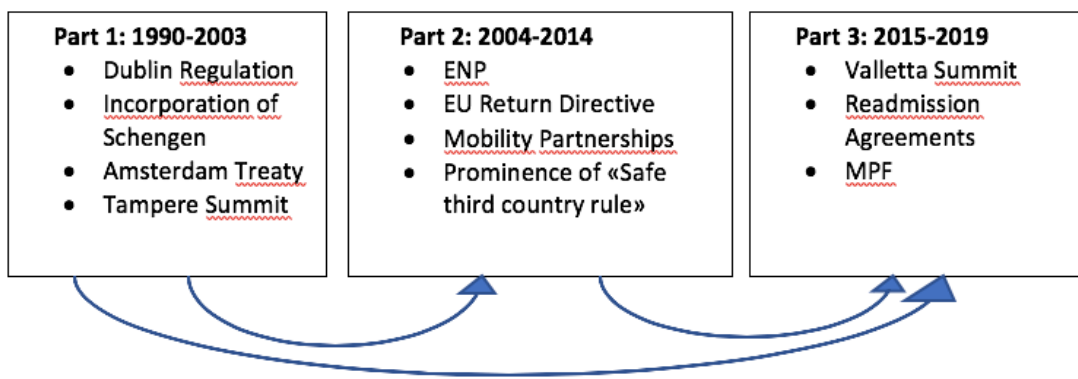 Part 1: 1990-2003
• Dublin Regulation
• Incorporation of
Schengen
• Amsterdam Treaty
• Tampere Summit
Part 2: 2004-2014
• ENP
• EU Return Directive
• Mobility Partnerships
• Prominence of «Safe
third country rule»
Part 3: 2015-2019
• Valletta Summit
• Readmission
Agreements
• MPF